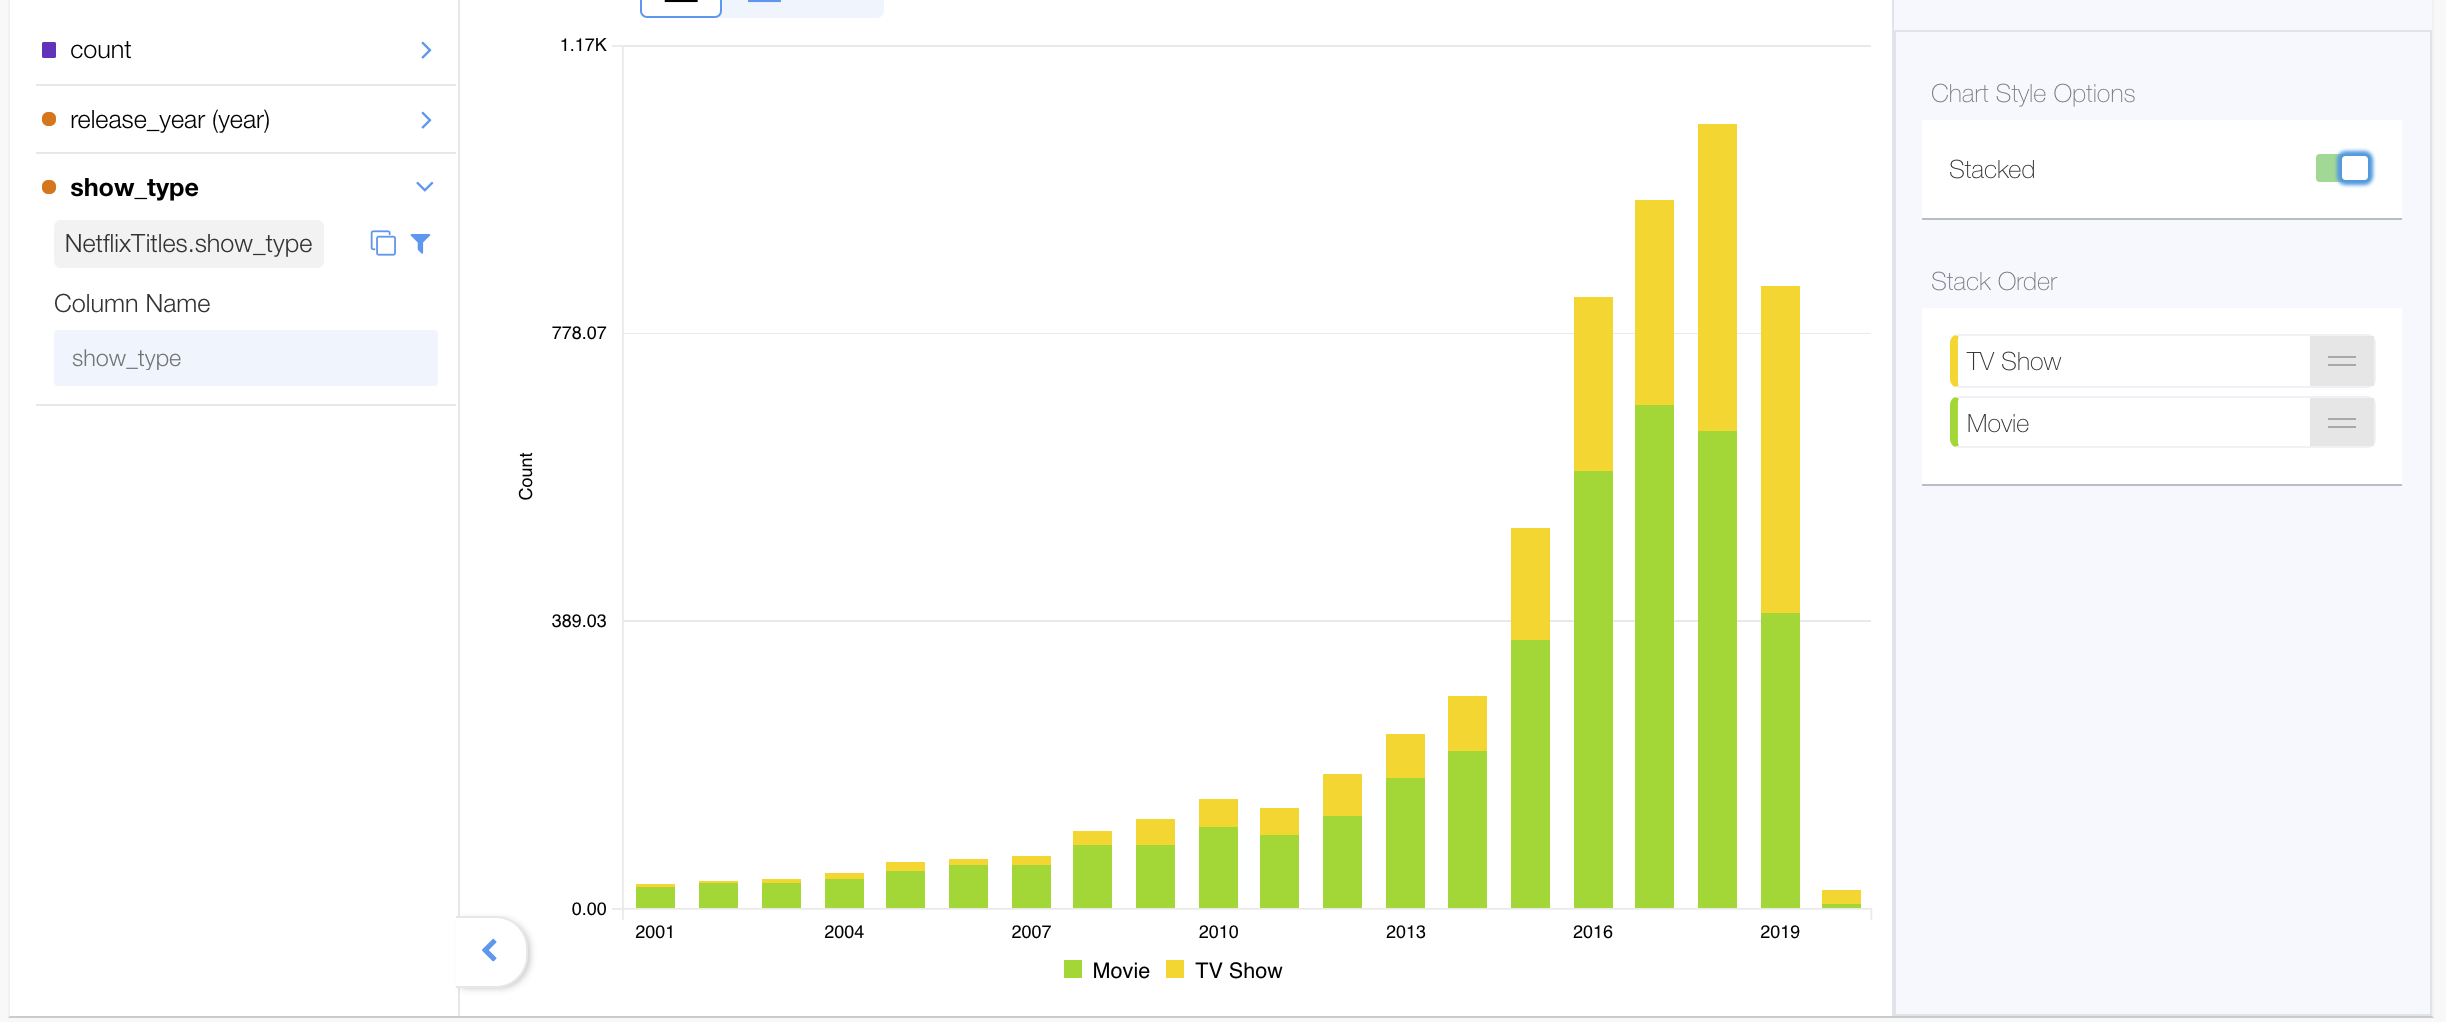 count
release_year (year)
show_type
NetflixTitles.show_type
Column Name
show_type
1.17K
778.07
389.03
0.00
Count
2001 2004 2007 2010 2013 2016 2019
Movie TV Show
Chart Style Options
Stacked
Stack Order
TV Show
Movie